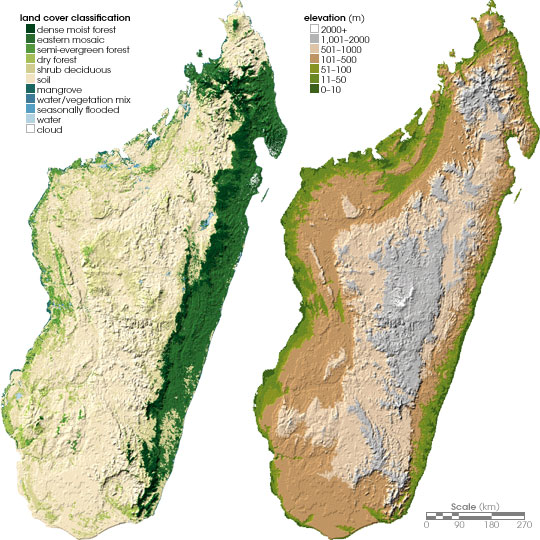 land cover classification
dense moist forest
eastern mosaic
semi-evergreen forest
dry forest
shrub deciduous
soil
mangrove
water/vegetation mix
seasonally flooded
water
cloud
elevation (m)
2000+
1,001–2000
501–1000
101–500
51–100
11–50
0–10
Scale (km)
0 90 180 270